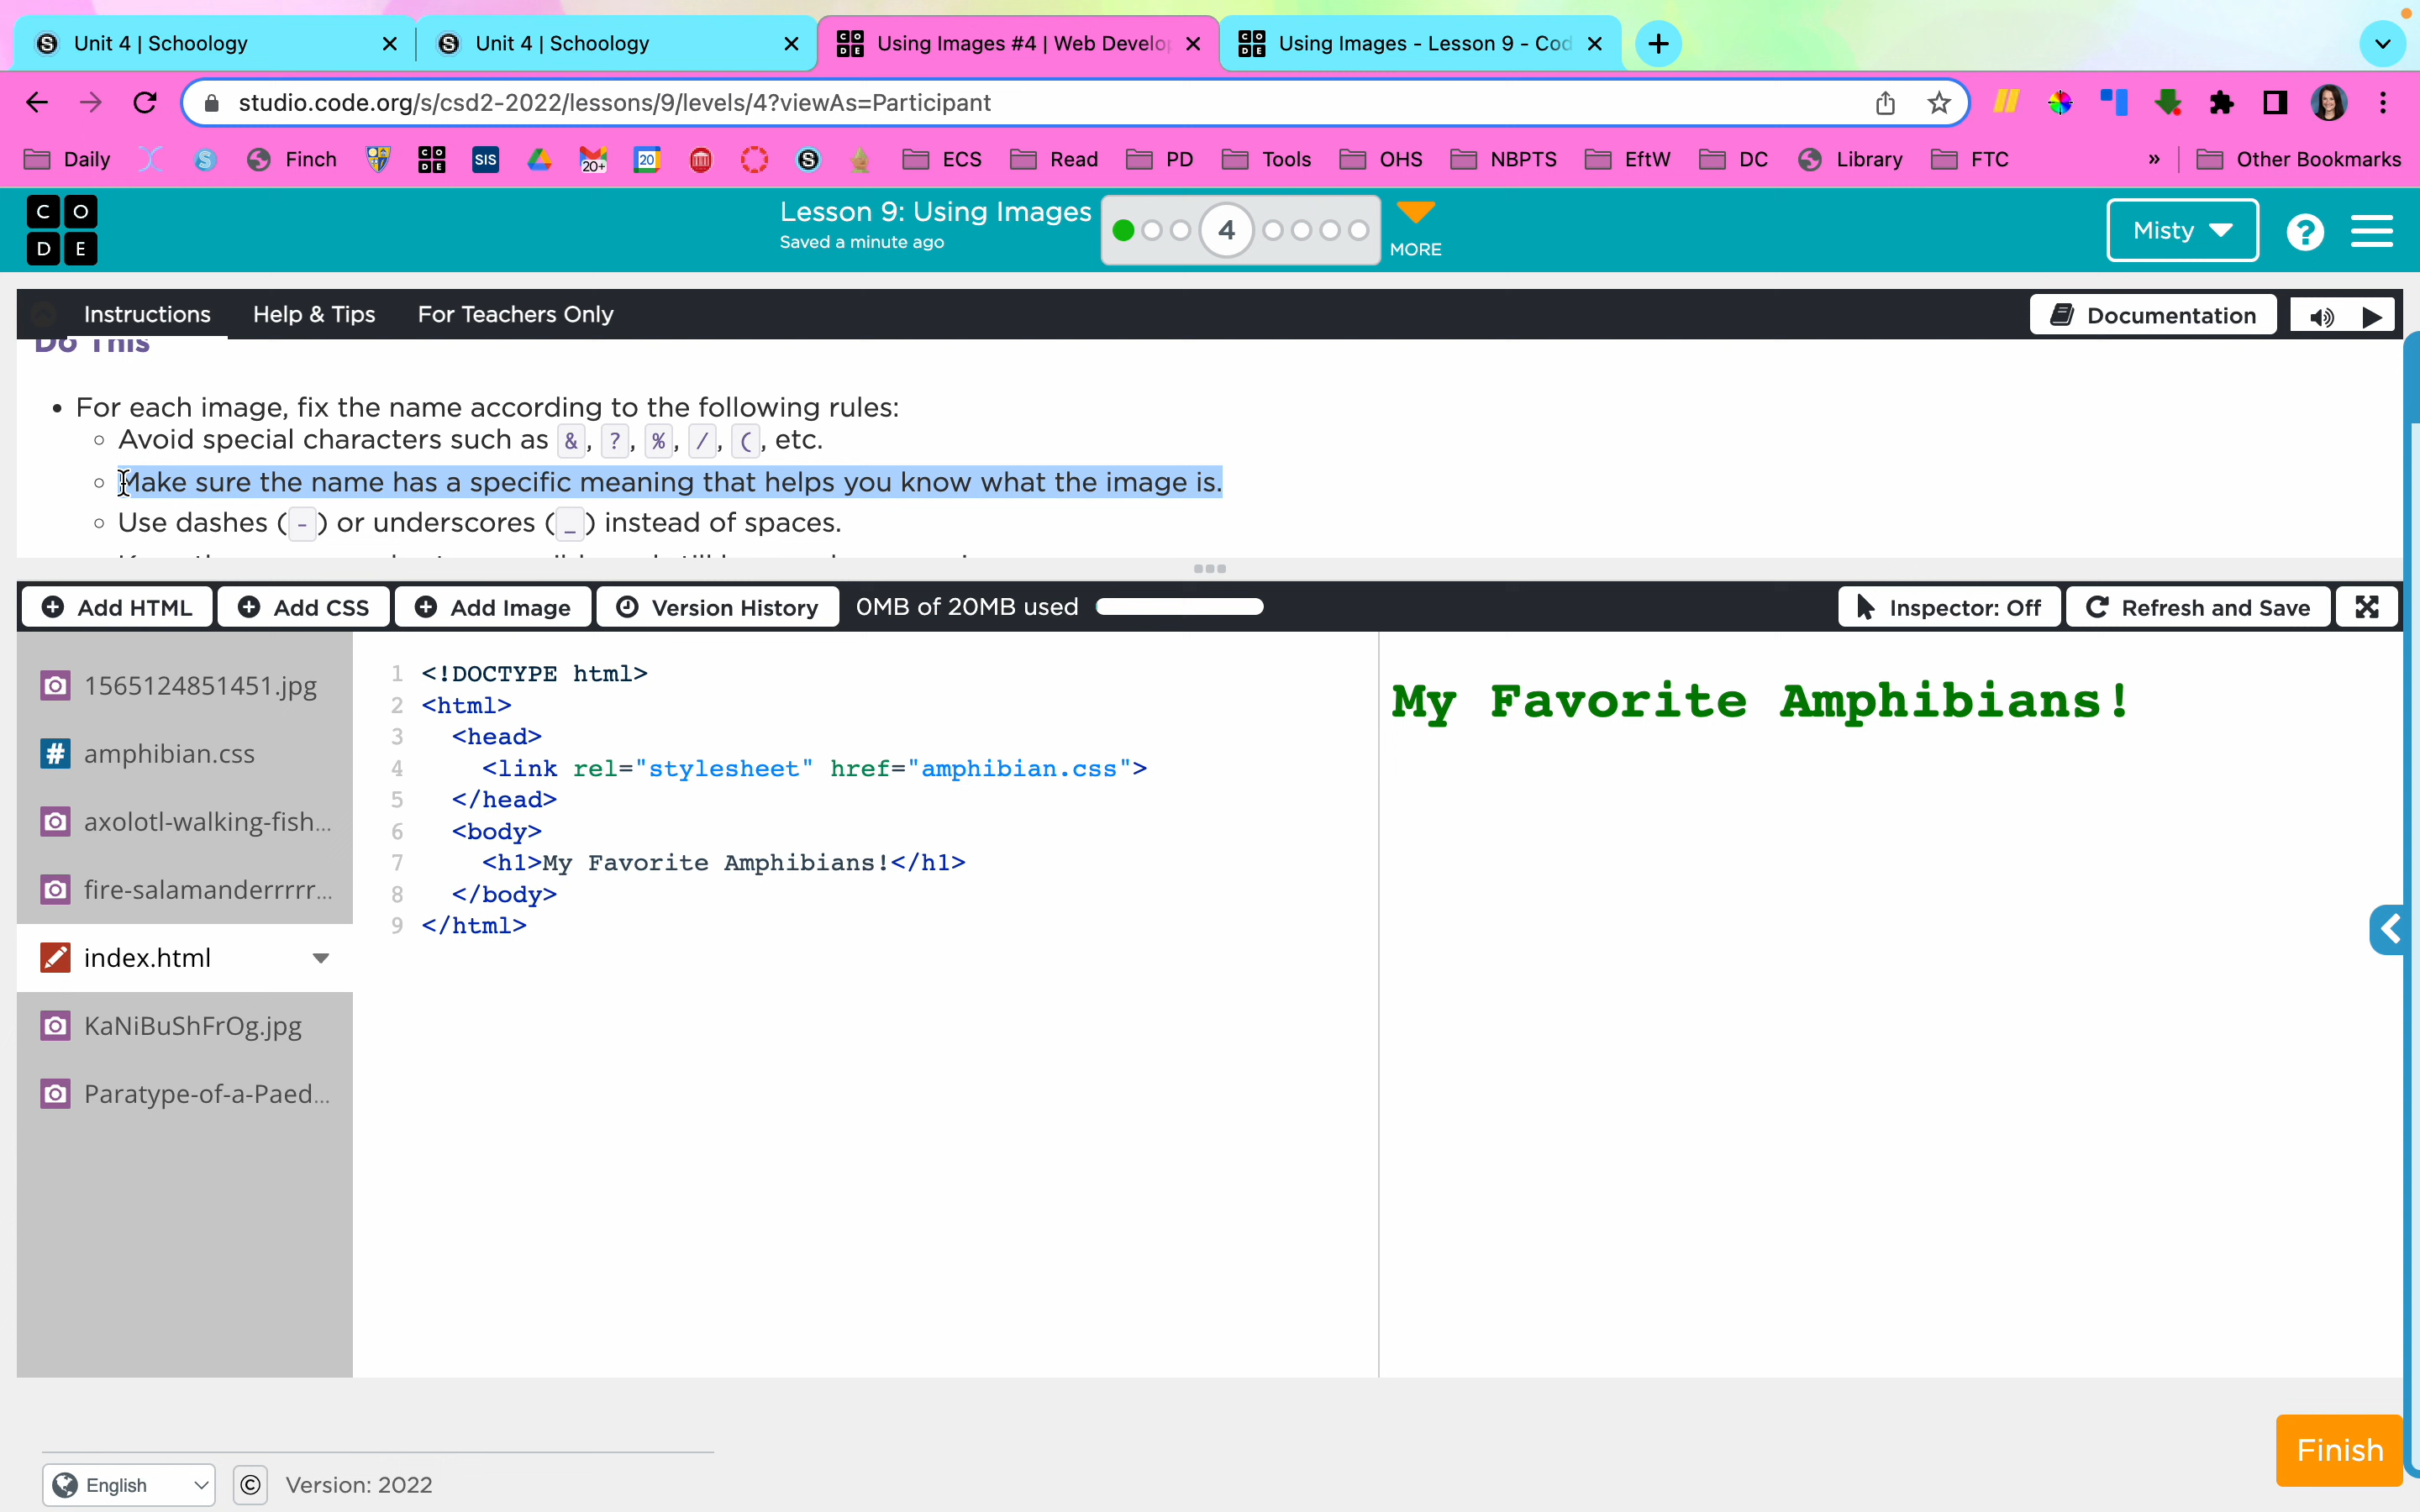 Unit 4 | Schoology
Unit 4 | Schoology
Using Images #4 | Web Develop
Using Images - Lesson 9 - Cod
studio.code.org/s/csd2-2022/lessons/9/levels/4?viewAs=Participant
Daily Finch CODE SIS 20+ 20 ECS Read PD Tools OHS NBPTS EftW DC Library FTC » Other Bookmarks
C O
D E
Lesson 9: Using Images
Saved a minute ago
4
MORE
Misty
?
Instructions Help & Tips For Teachers Only Documentation
Do This
• For each image, fix the name according to the following rules:
Avoid special characters such as &, ?, %, /, (, etc.
Make sure the name has a specific meaning that helps you know what the image is.
Use dashes (-) or underscores (_) instead of spaces.
Add HTML Add CSS Add Image Version History 0MB of 20MB used Inspector: Off Refresh and Save
1565124851451.jpg
# amphibian.css
axolotl-walking-fish...
fire-salamanderrrrr...
index.html
KaNiBuShFrOg.jpg
Paratype-of-a-Paed...
1 <!DOCTYPE html>
2 <html>
3 <head>
4 <link rel="stylesheet" href="amphibian.css">
5 </head>
6 <body>
7 <h1>My Favorite Amphibians!</h1>
8 </body>
9 </html>
My Favorite Amphibians!
Finish
English © Version: 2022